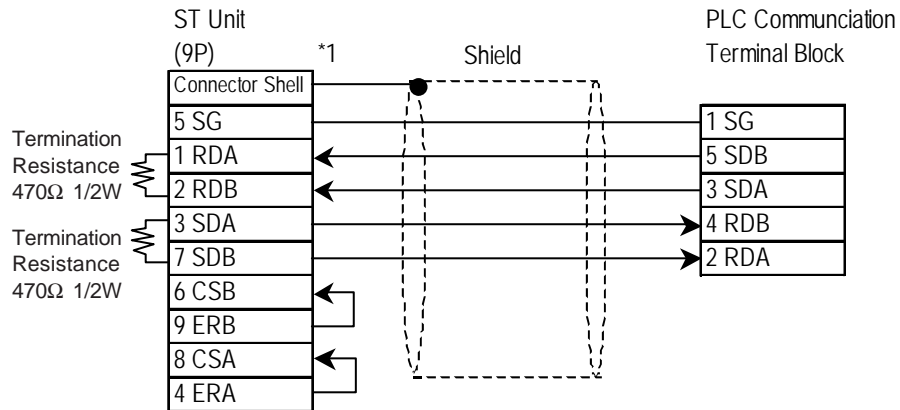 ST Unit
(9P)
*1
Shield
PLC Communciation
Terminal Block
Connector Shell
5 SG
1 RDA
2 RDB
3 SDA
7 SDB
6 CSB
9 ERB
8 CSA
4 ERA
Termination
Resistance
470Ω 1/2W
Termination
Resistance
470Ω 1/2W
1 SG
5 SDB
3 SDA
4 RDB
2 RDA